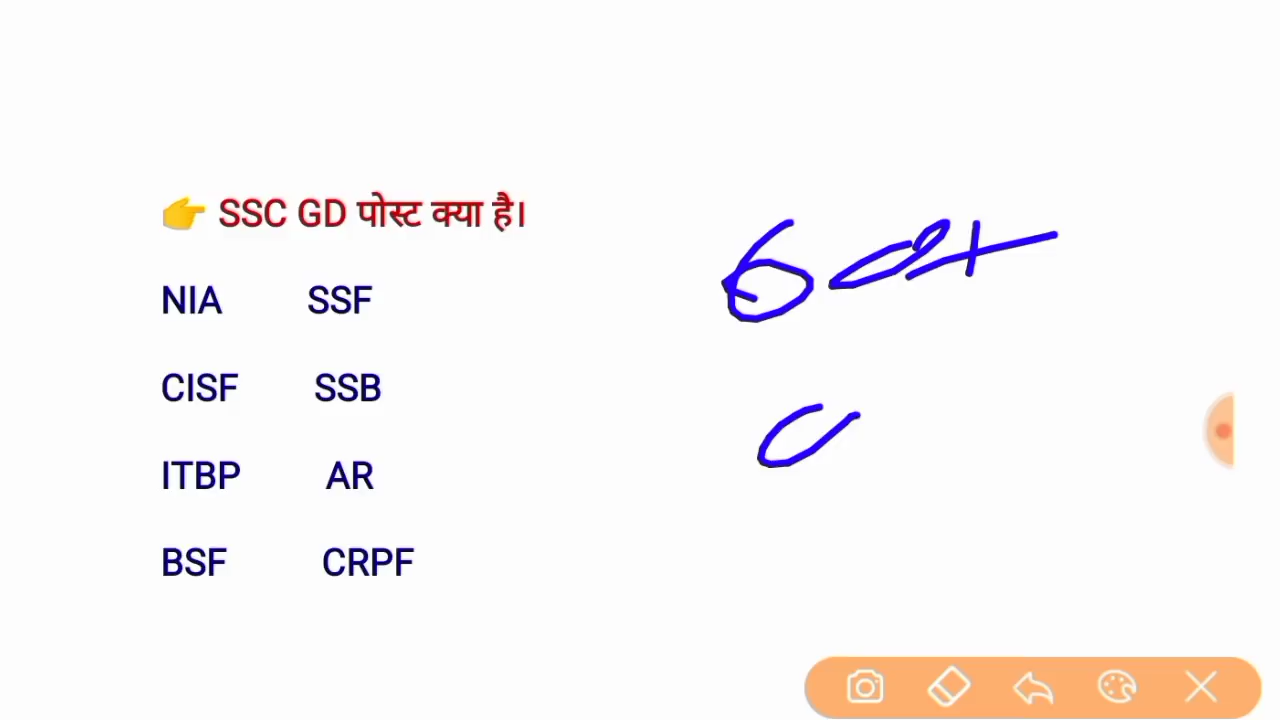 👉 SSC GD पोस्ट क्या है।
NIA SSF
CISF SSB
ITBP AR
BSF CRPF